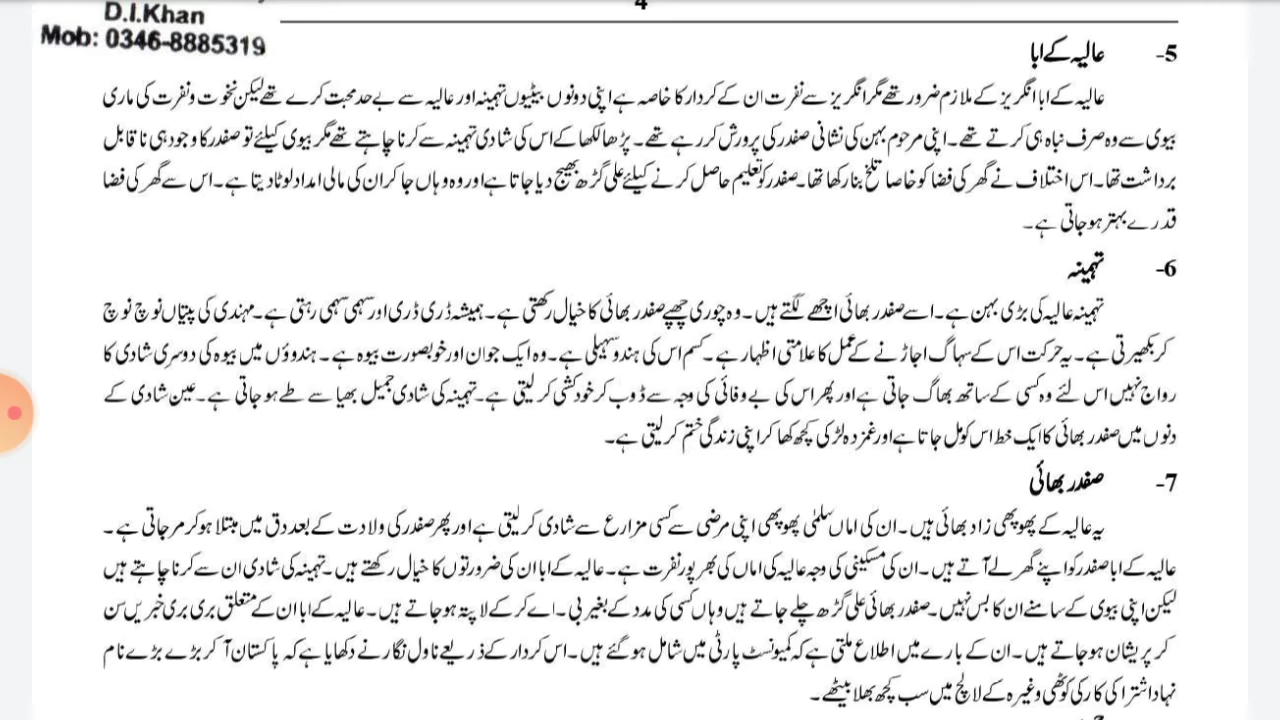 D.I.Khan
4
Mob: 0346-8885319
5- عالیہ کے ابا
عالیہ کے ابا انگریز کے ملازم ضرور تھے مگر انگریز سے نفرت ان کے کردار کا خاصہ ہے اپنی دونوں بیٹیوں تہمینہ اور عالیہ سے بے حد محبت کرے تھے لیکن نخوت و نفرت کی ماری
بیوی سے وہ صرف نباہ ہی کرتے تھے۔ اپنی مرحوم بہن کی نشانی صفدر کی پرورش کر رہے تھے۔ پڑھا لکھا کے اس کی شادی تہمینہ سے کرنا چاہتے تھے مگر بیوی کیلئے تو صفدر کا وجود ہی نا قابل
برداشت تھا۔ اس اختلاف نے گھر کی فضا کو خاصا تلخ بنا رکھا تھا۔ صفدر کو تعلیم حاصل کرنے کیلئے علی گڑھ بھیج دیا جاتا ہے اور وہ وہاں جا کر ان کی مالی امداد لوٹا دیتا ہے۔ اس سے گھر کی فضا
قدرے بہتر ہو جاتی ہے۔
6- تہمینہ
تہمینہ عالیہ کی بڑی بہن ہے۔ اسے صفدر بھائی اچھے لگتے ہیں۔ وہ چوری چھپے صفدر بھائی کا خیال رکھتی ہے۔ ہمیشہ ڈری ڈری اور سہمی سہمی رہتی ہے۔ مہندی کی پتیاں نوچ نوچ
کر بکھیرتی ہے۔ یہ حرکت اس کے سہاگ اجاڑنے کے عمل کا علامتی اظہار ہے۔ کسم اس کی ہندو سہیلی ہے۔ وہ ایک جوان اور خوبصورت بیوہ ہے۔ ہندوؤں میں بیوہ کی دوسری شادی کا
رواج نہیں اس لئے وہ کسی کے ساتھ بھاگ جاتی ہے اور پھر اس کی بے وفائی کی وجہ سے ڈوب کر خودکشی کر لیتی ہے۔ تہمینہ کی شادی جمیل بھیا سے طے ہو جاتی ہے۔ عین شادی کے
دنوں میں صفدر بھائی کا ایک خط اس کو مل جاتا ہے اور غمزدہ لڑکی کچھ کھا کر اپنی زندگی ختم کر لیتی ہے۔
7- صفدر بھائی
یہ عالیہ کے پھوپھی زاد بھائی ہیں۔ ان کی اماں سلمٰی پھوپھی اپنی مرضی سے کسی مزارع سے شادی کر لیتی ہے اور پھر صفدر کی ولادت کے بعد دق میں مبتلا ہو کر مر جاتی ہے۔
عالیہ کے ابا صفدر کو اپنے گھر لے آتے ہیں۔ ان کی مسکینی کی وجہ عالیہ کی اماں کی بھرپور نفرت ہے۔ عالیہ کے ابا ان کی ضرورتوں کا خیال رکھتے ہیں۔ تہمینہ کی شادی ان سے کرنا چاہتے ہیں
لیکن اپنی بیوی کے سامنے ان کا بس نہیں۔ صفدر بھائی علی گڑھ چلے جاتے ہیں وہاں کسی کی مدد کے بغیر بی۔ اے کر کے لا پتہ ہو جاتے ہیں۔ عالیہ کے ابا ان کے متعلق بری بری خبریں سن
کر پریشان ہو جاتے ہیں۔ ان کے بارے میں اطلاع ملتی ہے کہ کمیونسٹ پارٹی میں شامل ہو گئے ہیں۔ اس کردار کے ذریعے ناول نگار نے دکھایا ہے کہ پاکستان آ کر بڑے بڑے نام
نہاد اشتراکی کار کی کوٹھی وغیرہ کے لالچ میں سب کچھ بھلا بیٹھے۔